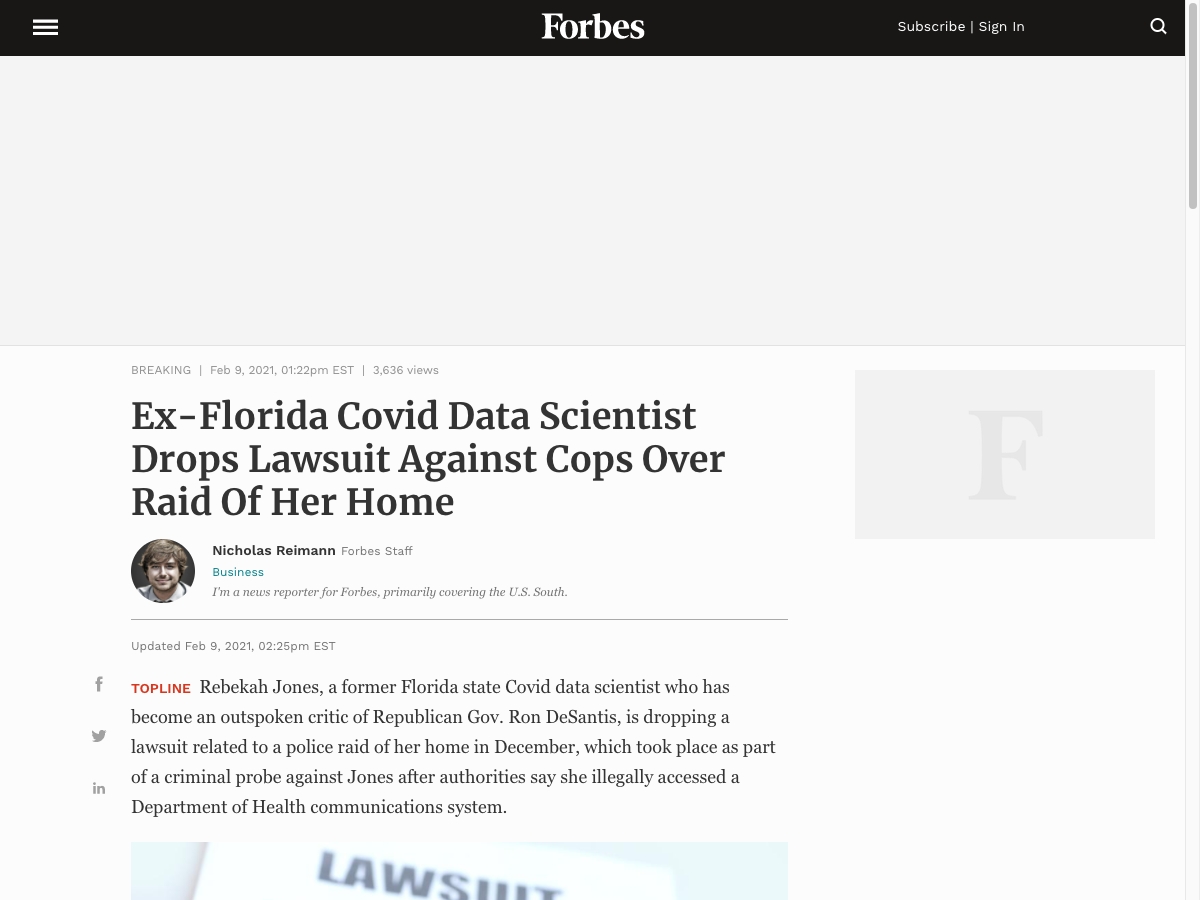 Forbes
Subscribe | Sign In
BREAKING | Feb 9, 2021, 01:22pm EST | 3,636 views
Ex-Florida Covid Data Scientist
Drops Lawsuit Against Cops Over
Raid Of Her Home
Nicholas Reimann Forbes Staff
Business
I'm a news reporter for Forbes, primarily covering the U.S. South.
Updated Feb 9, 2021, 02:25pm EST
TOPLINE Rebekah Jones, a former Florida state Covid data scientist who has
become an outspoken critic of Republican Gov. Ron DeSantis, is dropping a
lawsuit related to a police raid of her home in December, which took place as part
of a criminal probe against Jones after authorities say she illegally accessed a
Department of Health communications system.
LAWSUIT
F